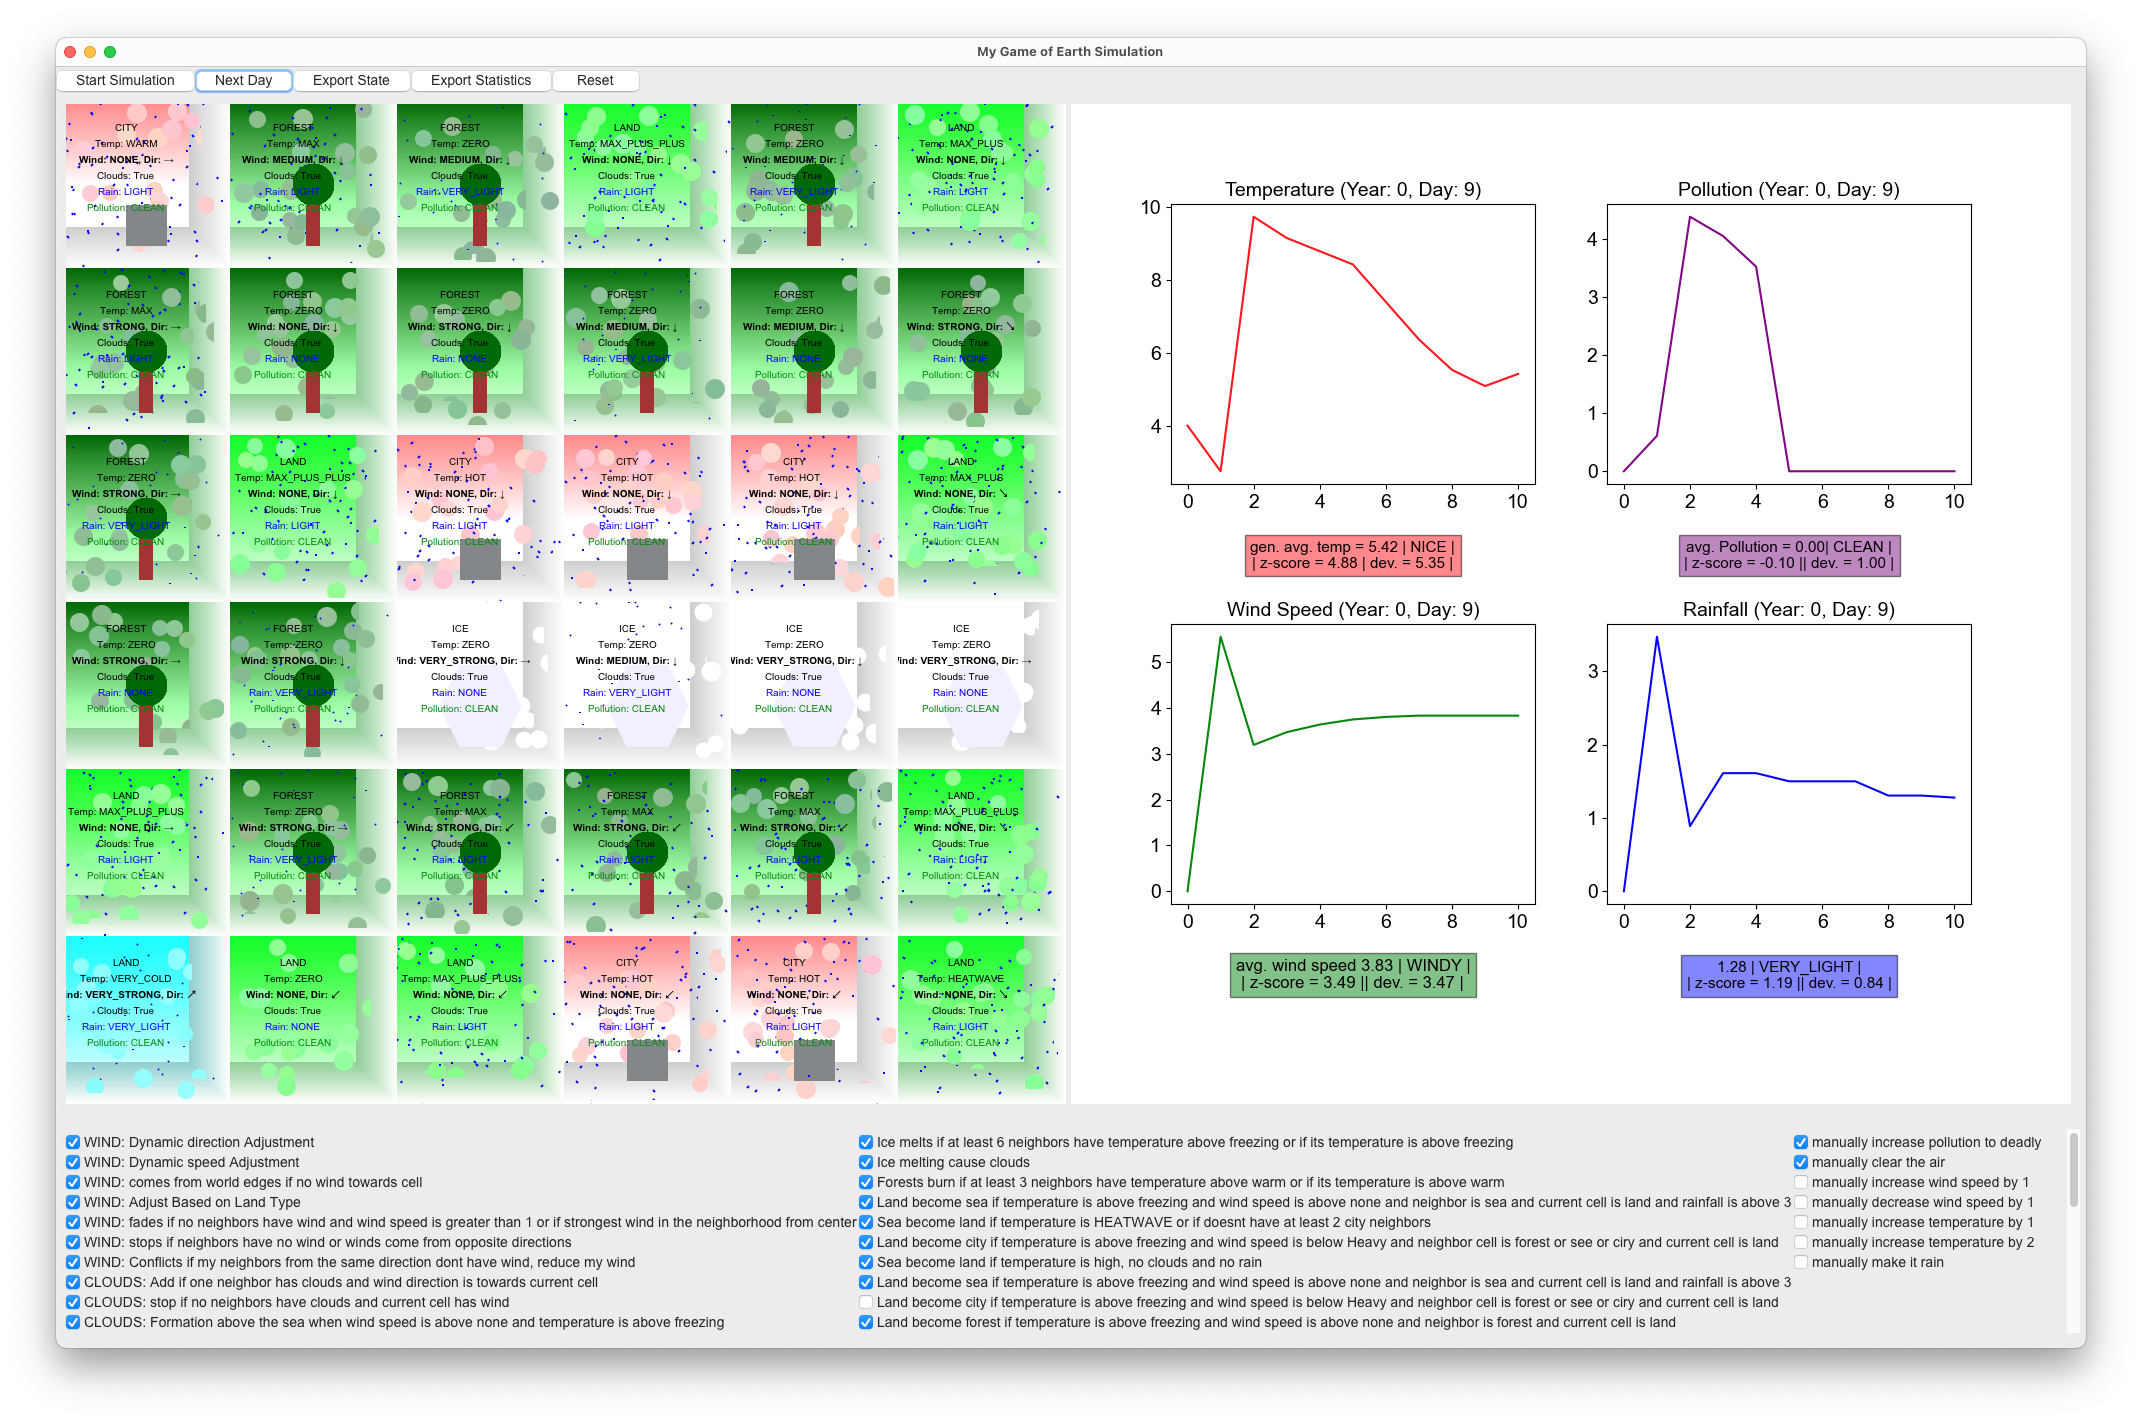 My Game of Earth Simulation
Start Simulation Next Day Export State Export Statistics Reset
CITY
Temp: WARM
Wind: NONE, Dir: →
Clouds: True
Rain: LIGHT
Pollution: CLEAN
FOREST
Temp: MAX
Wind: MEDIUM, Dir: ↓
Clouds: True
Rain: LIGHT
Pollution: CLEAN
FOREST
Temp: ZERO
Wind: MEDIUM, Dir: ↓
Clouds: True
Rain: VERY_LIGHT
Pollution: CLEAN
LAND
Temp: MAX_PLUS_PLUS
Wind: NONE, Dir: ↓
Clouds: True
Rain: LIGHT
Pollution: CLEAN
FOREST
Temp: ZERO
Wind: MEDIUM, Dir: ↓
Clouds: True
Rain: VERY_LIGHT
Pollution: CLEAN
LAND
Temp: MAX_PLUS
Wind: NONE, Dir: ↓
Clouds: True
Rain: LIGHT
Pollution: CLEAN
FOREST
Temp: MAX
Wind: STRONG, Dir: →
Clouds: True
Rain: LIGHT
Pollution: CLEAN
FOREST
Temp: ZERO
Wind: NONE, Dir: ↓
Clouds: True
Rain: NONE
Pollution: CLEAN
FOREST
Temp: ZERO
Wind: STRONG, Dir: ↓
Clouds: True
Rain: NONE
Pollution: CLEAN
FOREST
Temp: ZERO
Wind: MEDIUM, Dir: ↓
Clouds: True
Rain: VERY_LIGHT
Pollution: CLEAN
FOREST
Temp: ZERO
Wind: MEDIUM, Dir: ↓
Clouds: True
Rain: NONE
Pollution: CLEAN
FOREST
Temp: ZERO
Wind: STRONG, Dir: ↘
Clouds: True
Rain: NONE
Pollution: CLEAN
FOREST
Temp: ZERO
Wind: STRONG, Dir: →
Clouds: True
Rain: VERY_LIGHT
Pollution: CLEAN
LAND
Temp: MAX_PLUS_PLUS
Wind: NONE, Dir: ↓
Clouds: True
Rain: LIGHT
Pollution: CLEAN
CITY
Temp: HOT
Wind: NONE, Dir: ↓
Clouds: True
Rain: LIGHT
Pollution: CLEAN
CITY
Temp: HOT
Wind: NONE, Dir: ↓
Clouds: True
Rain: LIGHT
Pollution: CLEAN
CITY
Temp: HOT
Wind: NONE, Dir: ↓
Clouds: True
Rain: LIGHT
Pollution: CLEAN
LAND
Temp: MAX_PLUS
Wind: NONE, Dir: ↘
Clouds: True
Rain: LIGHT
Pollution: CLEAN
FOREST
Temp: ZERO
Wind: STRONG, Dir: →
Clouds: True
Rain: NONE
Pollution: CLEAN
FOREST
Temp: ZERO
Wind: STRONG, Dir: ↓
Clouds: True
Rain: VERY_LIGHT
Pollution: CLEAN
ICE
Temp: ZERO
Wind: VERY_STRONG, Dir: →
Clouds: True
Rain: NONE
Pollution: CLEAN
ICE
Temp: ZERO
Wind: MEDIUM, Dir: ↓
Clouds: True
Rain: VERY_LIGHT
Pollution: CLEAN
ICE
Temp: ZERO
Wind: VERY_STRONG, Dir: ↓
Clouds: True
Rain: NONE
Pollution: CLEAN
ICE
Temp: ZERO
Wind: VERY_STRONG, Dir: →
Clouds: True
Rain: NONE
Pollution: CLEAN
LAND
Temp: MAX_PLUS_PLUS
Wind: NONE, Dir: →
Clouds: True
Rain: LIGHT
Pollution: CLEAN
FOREST
Temp: ZERO
Wind: STRONG, Dir: →
Clouds: True
Rain: VERY_LIGHT
Pollution: CLEAN
FOREST
Temp: MAX
Wind: STRONG, Dir: ↙
Clouds: True
Rain: LIGHT
Pollution: CLEAN
FOREST
Temp: MAX
Wind: STRONG, Dir: ↙
Clouds: True
Rain: LIGHT
Pollution: CLEAN
FOREST
Temp: MAX
Wind: STRONG, Dir: ↙
Clouds: True
Rain: LIGHT
Pollution: CLEAN
LAND
Temp: MAX_PLUS_PLUS
Wind: NONE, Dir: ↘
Clouds: True
Rain: LIGHT
Pollution: CLEAN
LAND
Temp: VERY_COLD
nd: VERY_STRONG, Dir: ↗
Clouds: True
Rain: VERY_LIGHT
Pollution: CLEAN
LAND
Temp: ZERO
Wind: NONE, Dir: ↙
Clouds: True
Rain: NONE
Pollution: CLEAN
LAND
Temp: MAX_PLUS_PLUS
Wind: NONE, Dir: ↙
Clouds: True
Rain: LIGHT
Pollution: CLEAN
CITY
Temp: HOT
Wind: NONE, Dir: ↙
Clouds: True
Rain: LIGHT
Pollution: CLEAN
CITY
Temp: HOT
Wind: NONE, Dir: ↙
Clouds: True
Rain: LIGHT
Pollution: CLEAN
LAND
Temp: HEATWAVE
Wind: NONE, Dir: ↘
Clouds: True
Rain: LIGHT
Pollution: CLEAN
Temperature (Year: 0, Day: 9)
10
8
6
4
0 2 4 6 8 10
gen. avg. temp = 5.42 | NICE |
| z-score = 4.88 | dev. = 5.35 |
Pollution (Year: 0, Day: 9)
4
3
2
1
0
0 2 4 6 8 10
avg. Pollution = 0.00| CLEAN |
| z-score = -0.10 || dev. = 1.00 |
Wind Speed (Year: 0, Day: 9)
5
4
3
2
1
0
0 2 4 6 8 10
avg. wind speed 3.83 | WINDY |
| z-score = 3.49 || dev. = 3.47 |
Rainfall (Year: 0, Day: 9)
3
2
1
0
0 2 4 6 8 10
1.28 | VERY_LIGHT |
| z-score = 1.19 || dev. = 0.84 |
WIND: Dynamic direction Adjustment
WIND: Dynamic speed Adjustment
WIND: comes from world edges if no wind towards cell
WIND: Adjust Based on Land Type
WIND: fades if no neighbors have wind and wind speed is greater than 1 or if strongest wind in the neighborhood from center
WIND: stops if neighbors have no wind or winds come from opposite directions
WIND: Conflicts if my neighbors from the same direction dont have wind, reduce my wind
CLOUDS: Add if one neighbor has clouds and wind direction is towards current cell
CLOUDS: stop if no neighbors have clouds and current cell has wind
CLOUDS: Formation above the sea when wind speed is above none and temperature is above freezing
Ice melts if at least 6 neighbors have temperature above freezing or if its temperature is above freezing
Ice melting cause clouds
Forests burn if at least 3 neighbors have temperature above warm or if its temperature is above warm
Land become sea if temperature is above freezing and wind speed is above none and neighbor is sea and current cell is land and rainfall is above 3
Sea become land if temperature is HEATWAVE or if doesnt have at least 2 city neighbors
Land become city if temperature is above freezing and wind speed is below Heavy and neighbor cell is forest or see or ciry and current cell is land
Sea become land if temperature is high, no clouds and no rain
Land become sea if temperature is above freezing and wind speed is above none and neighbor is sea and current cell is land and rainfall is above 3
Land become city if temperature is above freezing and wind speed is below Heavy and neighbor cell is forest or see or ciry and current cell is land
Land become forest if temperature is above freezing and wind speed is above none and neighbor is forest and current cell is land
manually increase pollution to deadly
manually clear the air
manually increase wind speed by 1
manually decrease wind speed by 1
manually increase temperature by 1
manually increase temperature by 2
manually make it rain